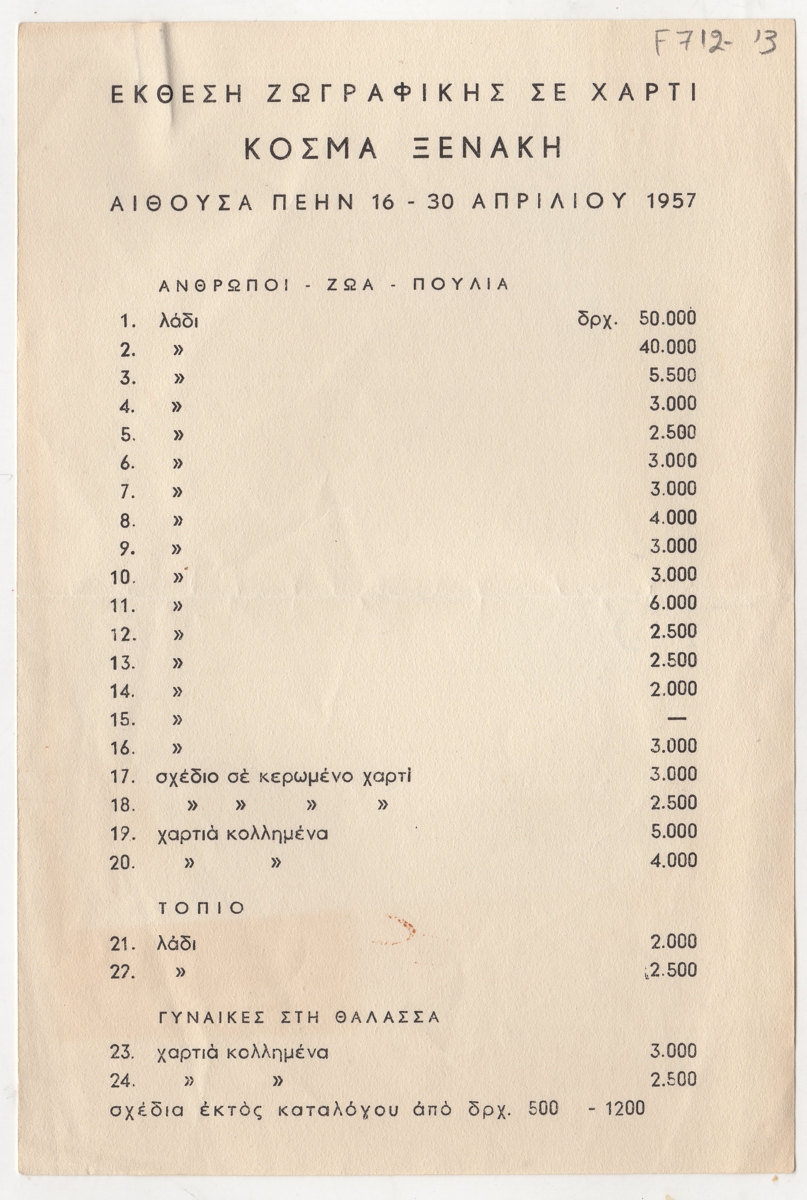 F712-13
ΕΚΘΕΣΗ ΖΩΓΡΑΦΙΚΗΣ ΣΕ ΧΑΡΤΙ
ΚΟΣΜΑ ΞΕΝΑΚΗ
ΑΙΘΟΥΣΑ ΠΕΗΝ 16 - 30 ΑΠΡΙΛΙΟΥ 1957
ΑΝΘΡΩΠΟΙ - ΖΩΑ - ΠΟΥΛΙΑ
1. λάδι δρχ. 50.000
2. » 40.000
3. » 5.500
4. » 3.000
5. » 2.500
6. » 3.000
7. » 3.000
8. » 4.000
9. » 3.000
10. » 3.000
11. » 6.000
12. » 2.500
13. » 2.500
14. » 2.000
15. » —
16. » 3.000
17. σχέδιο σὲ κερωμένο χαρτὶ 3.000
18. » » » » 2.500
19. χαρτιὰ κολλημένα 5.000
20. » » 4.000
ΤΟΠΙΟ
21. λάδι 2.000
22. » 2.500
ΓΥΝΑΙΚΕΣ ΣΤΗ ΘΑΛΑΣΣΑ
23. χαρτιὰ κολλημένα 3.000
24. » » 2.500
σχέδια ἐκτὸς καταλόγου ἀπὸ δρχ. 500 - 1200